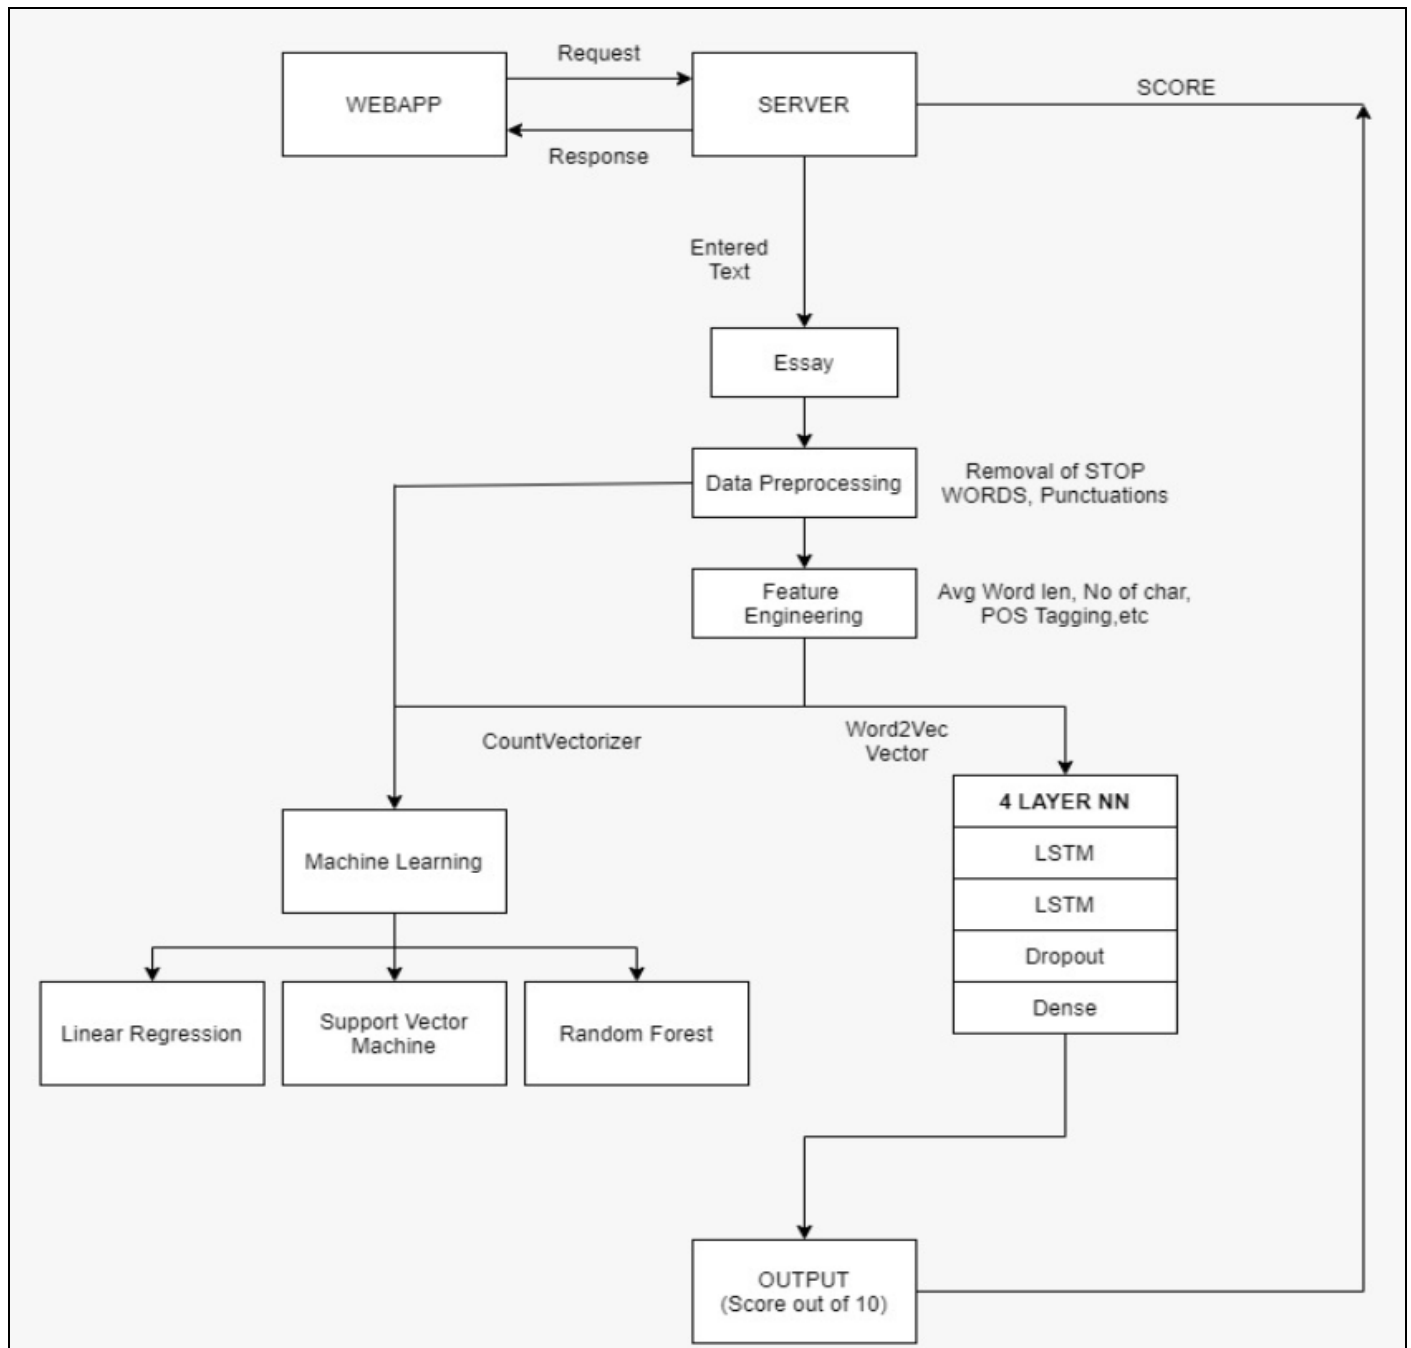 Request
WEBAPP
SERVER
SCORE
Response
Entered
Text
Essay
Data Preprocessing
Removal of STOP
WORDS, Punctuations
Feature
Engineering
Avg Word len, No of char,
POS Tagging,etc
CountVectorizer
Word2Vec
Vector
4 LAYER NN
LSTM
LSTM
Dropout
Dense
Machine Learning
Linear Regression
Support Vector
Machine
Random Forest
OUTPUT
(Score out of 10)